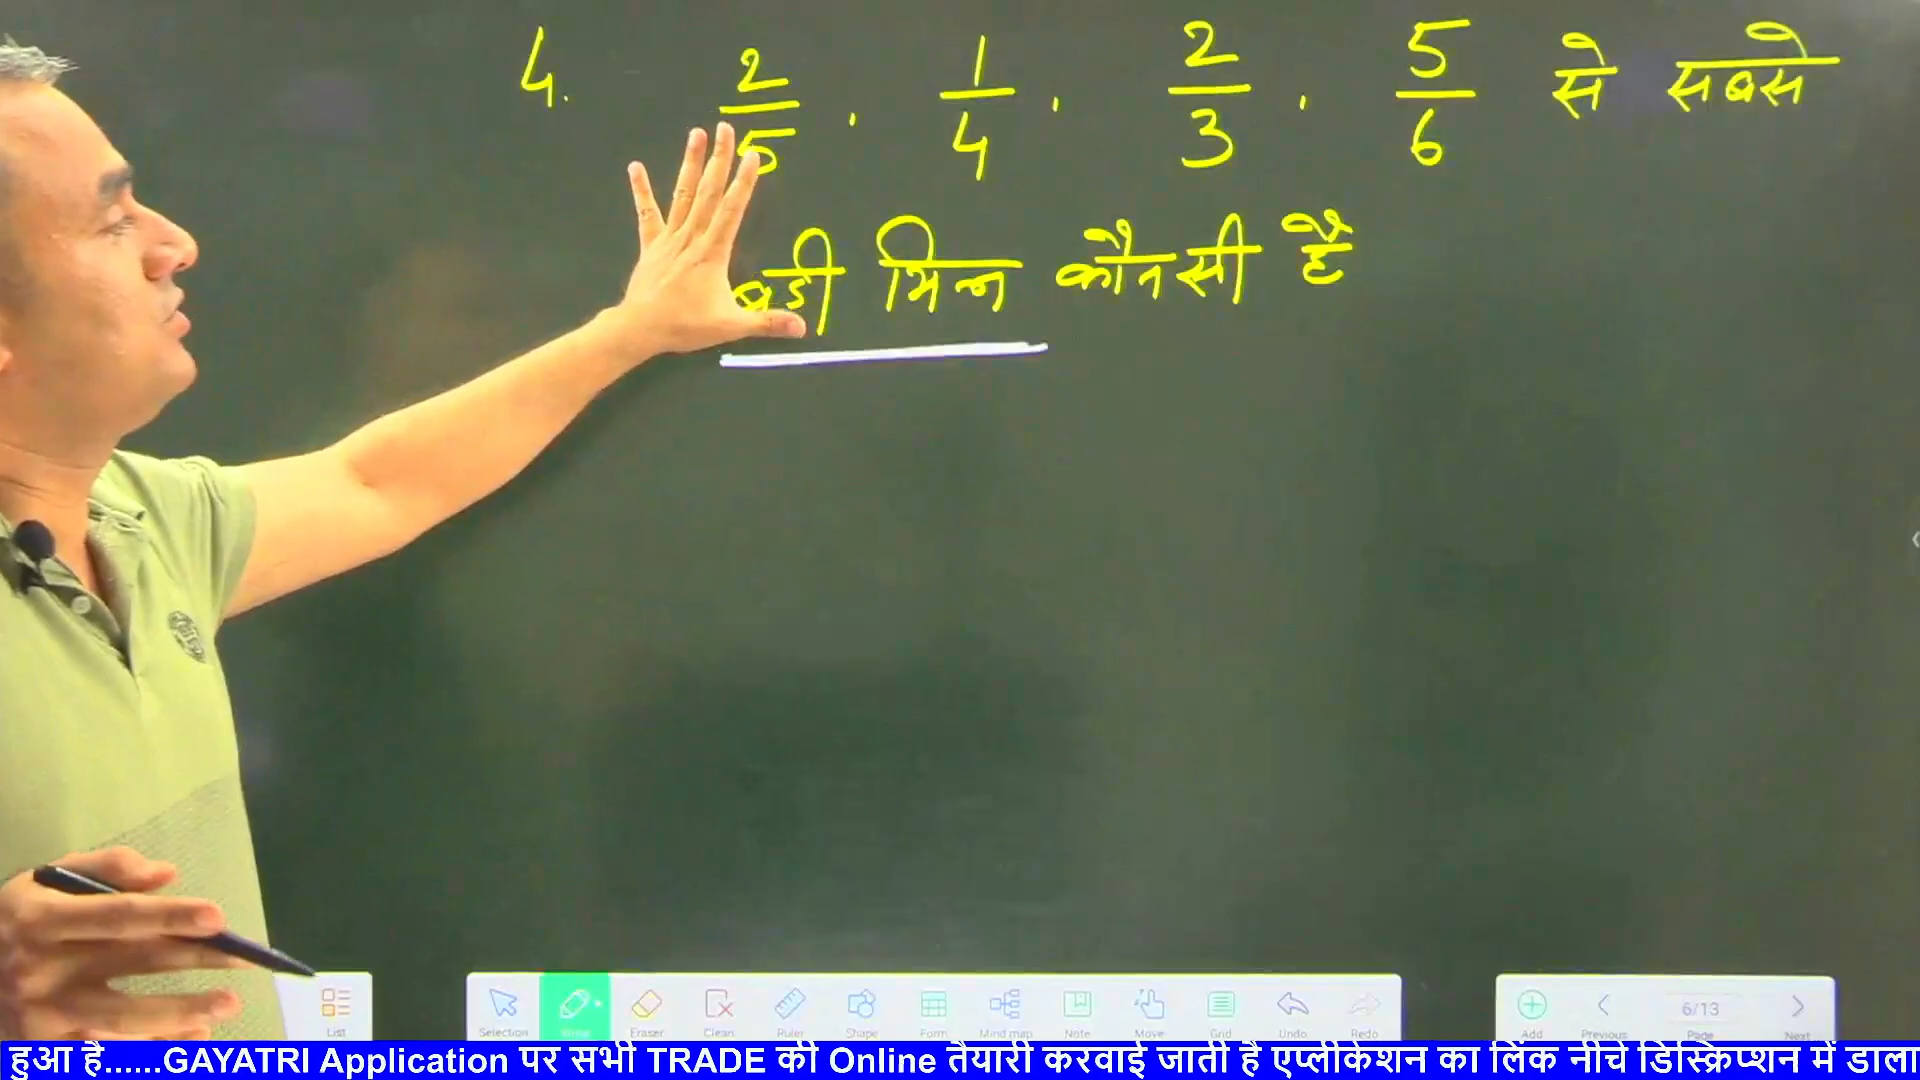 4. 2/5 , 1/4 , 2/3 , 5/6 से सबसे
बडी भिन्न कौनसी है
List
Selection Eraser Clean Ruler Shape Form Mind map Note Move Grid Undo Redo
Add Previous 6/13 Page Next
हुआ है......GAYATRI Application पर सभी TRADE की Online तैयारी करवाई जाती है एप्लीकेशन का लिंक नीचे डिस्क्रिप्शन में डाला